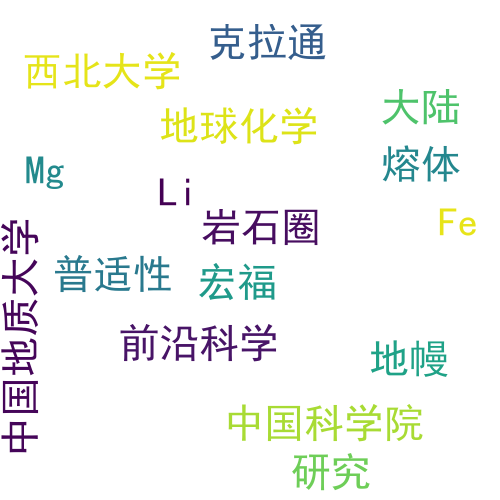 克拉通
西北大学
大陆
地球化学
熔体
Mg
Li
岩石圈
Fe
中国地质大学
普适性
宏福
前沿科学
地幔
中国科学院
研究